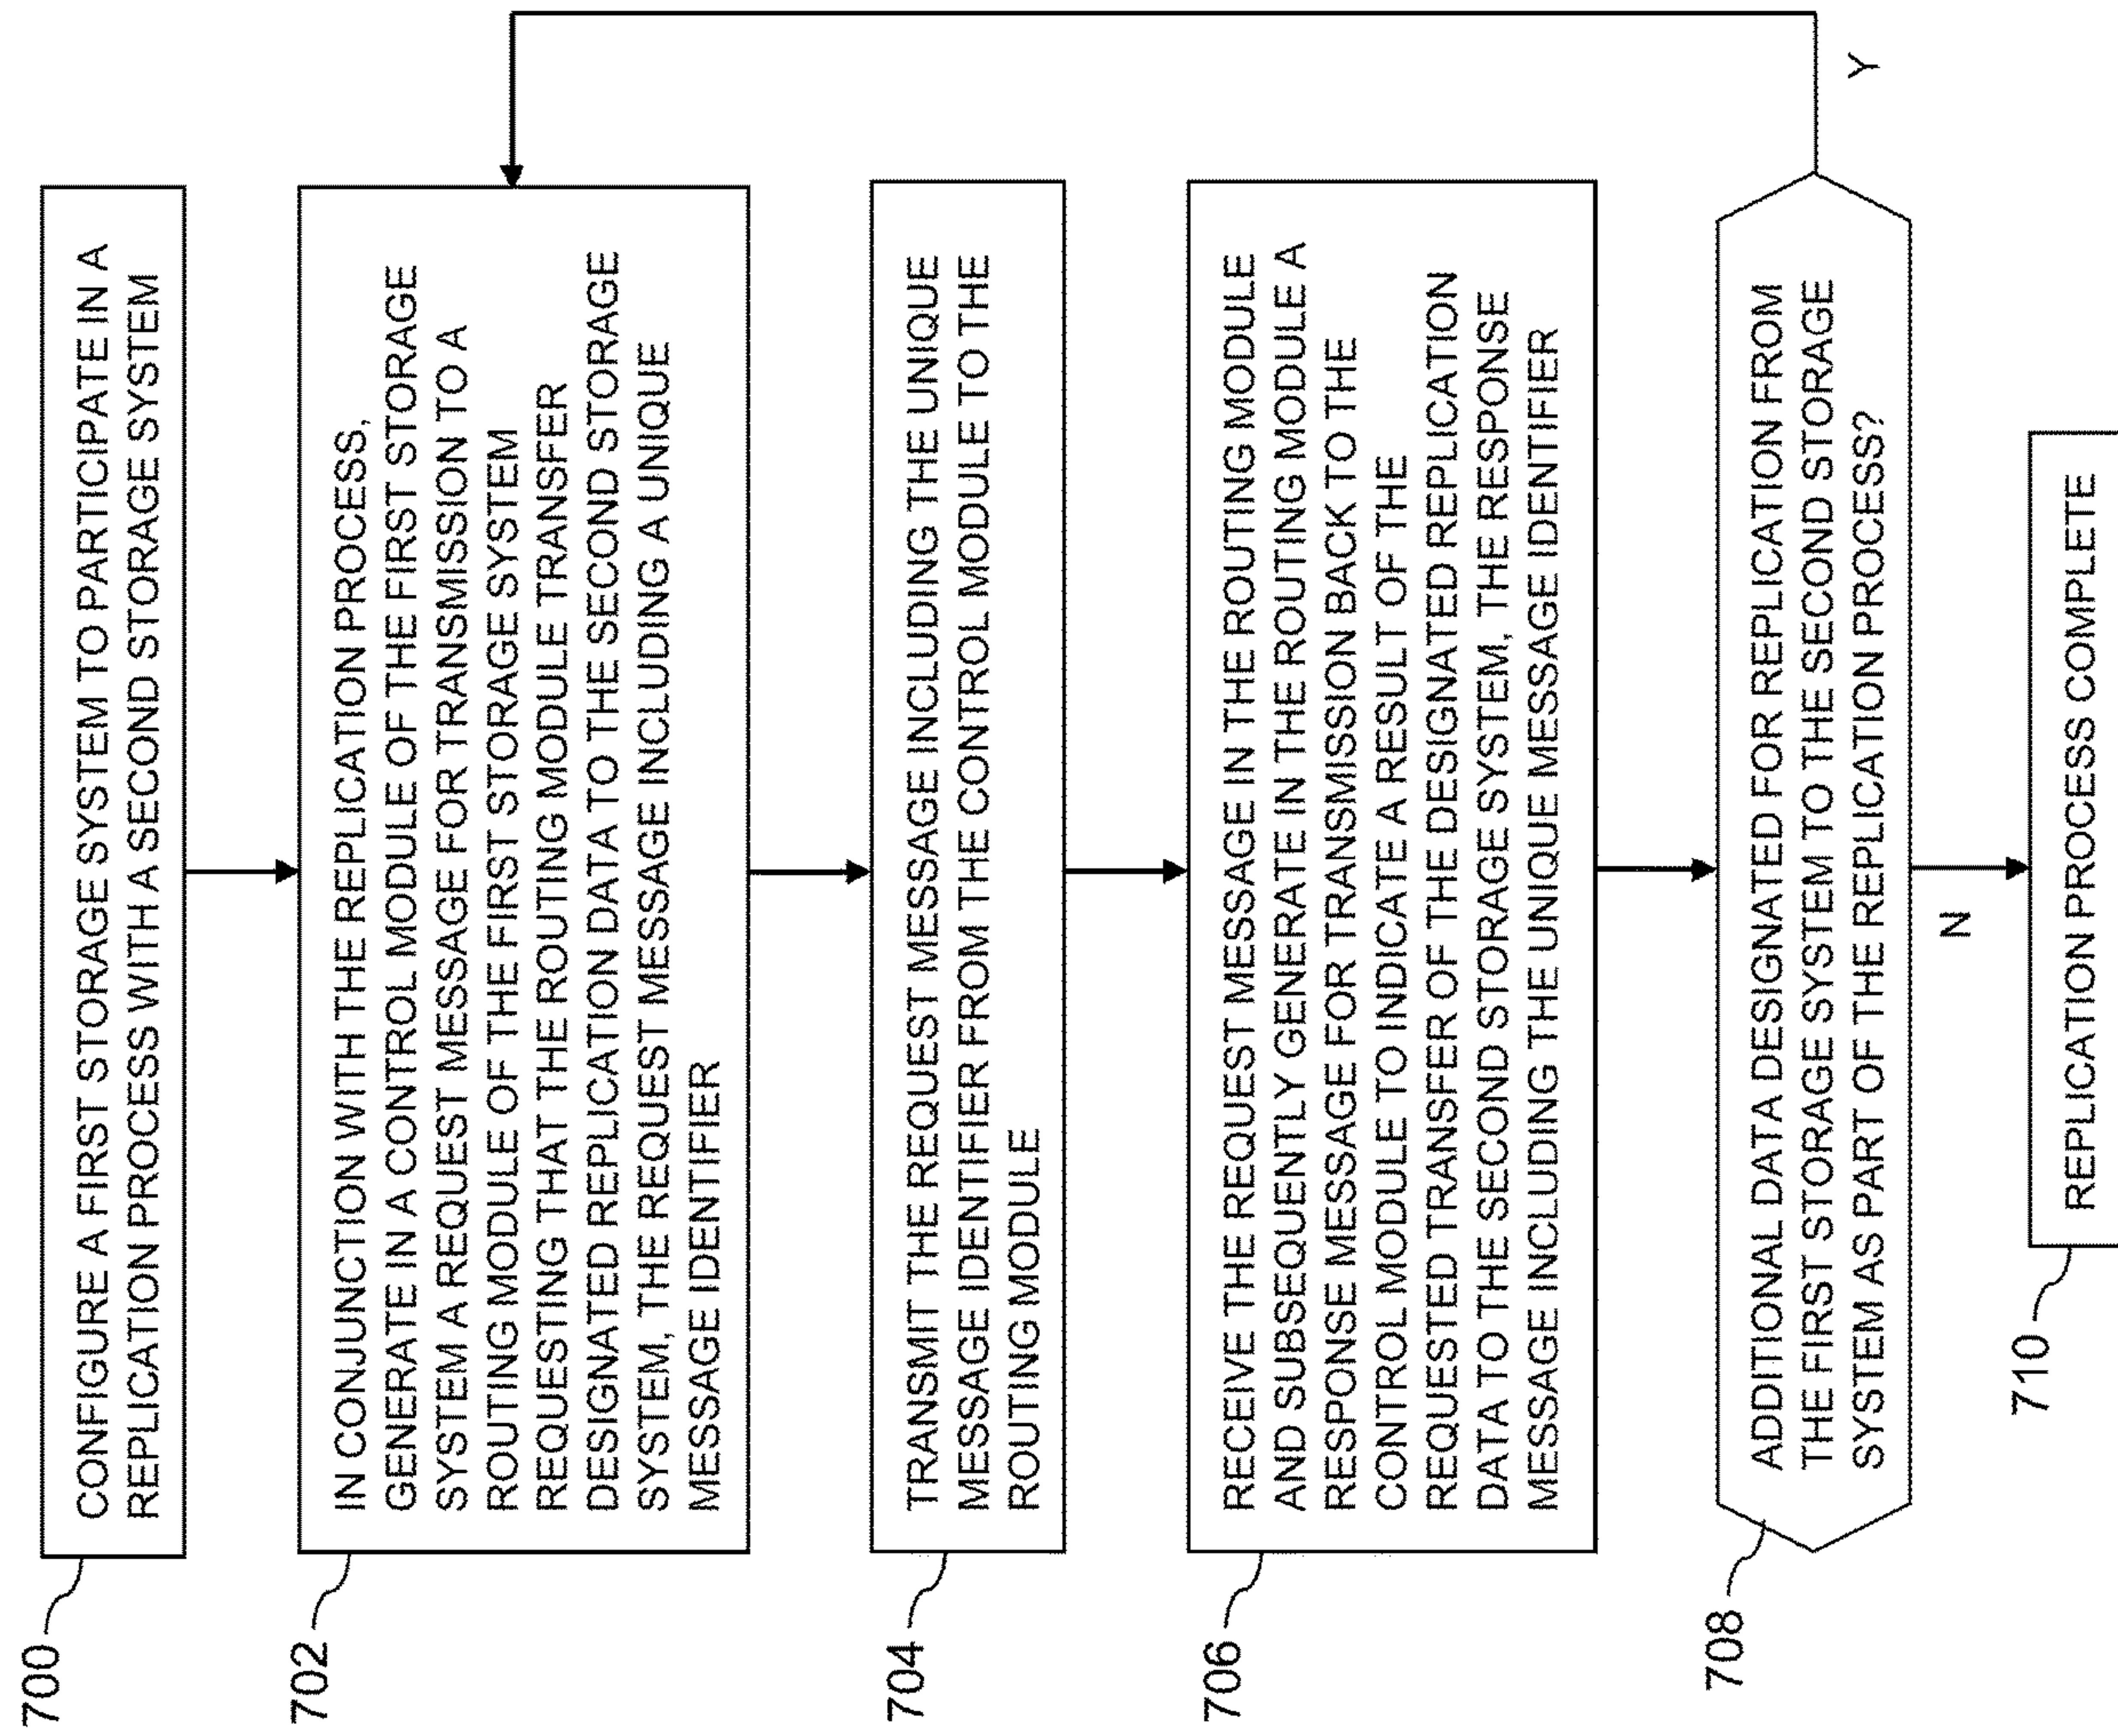 700
CONFIGURE A FIRST STORAGE SYSTEM TO PARTICIPATE IN A
REPLICATION PROCESS WITH A SECOND STORAGE SYSTEM
702
IN CONJUNCTION WITH THE REPLICATION PROCESS,
GENERATE IN A CONTROL MODULE OF THE FIRST STORAGE
SYSTEM A REQUEST MESSAGE FOR TRANSMISSION TO A
ROUTING MODULE OF THE FIRST STORAGE SYSTEM
REQUESTING THAT THE ROUTING MODULE TRANSFER
DESIGNATED REPLICATION DATA TO THE SECOND STORAGE
SYSTEM, THE REQUEST MESSAGE INCLUDING A UNIQUE
MESSAGE IDENTIFIER
704
TRANSMIT THE REQUEST MESSAGE INCLUDING THE UNIQUE
MESSAGE IDENTIFIER FROM THE CONTROL MODULE TO THE
ROUTING MODULE
706
RECEIVE THE REQUEST MESSAGE IN THE ROUTING MODULE
AND SUBSEQUENTLY GENERATE IN THE ROUTING MODULE A
RESPONSE MESSAGE FOR TRANSMISSION BACK TO THE
CONTROL MODULE TO INDICATE A RESULT OF THE
REQUESTED TRANSFER OF THE DESIGNATED REPLICATION
DATA TO THE SECOND STORAGE SYSTEM, THE RESPONSE
MESSAGE INCLUDING THE UNIQUE MESSAGE IDENTIFIER
708
ADDITIONAL DATA DESIGNATED FOR REPLICATION FROM
THE FIRST STORAGE SYSTEM TO THE SECOND STORAGE
SYSTEM AS PART OF THE REPLICATION PROCESS?
Y
N
710
REPLICATION PROCESS COMPLETE